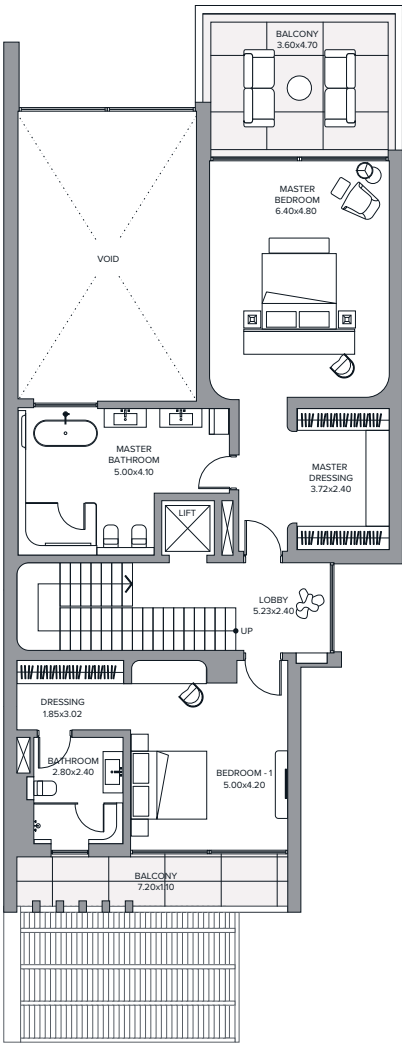 BALCONY
3.60x4.70
MASTER
BEDROOM
6.40x4.80
VOID
MASTER
BATHROOM
5.00x4.10
MASTER
DRESSING
3.72x2.40
LIFT
LOBBY
5.23x2.40
UP
DRESSING
1.85x3.02
BATHROOM
2.80x2.40
BEDROOM - 1
5.00x4.20
BALCONY
7.20x1.10